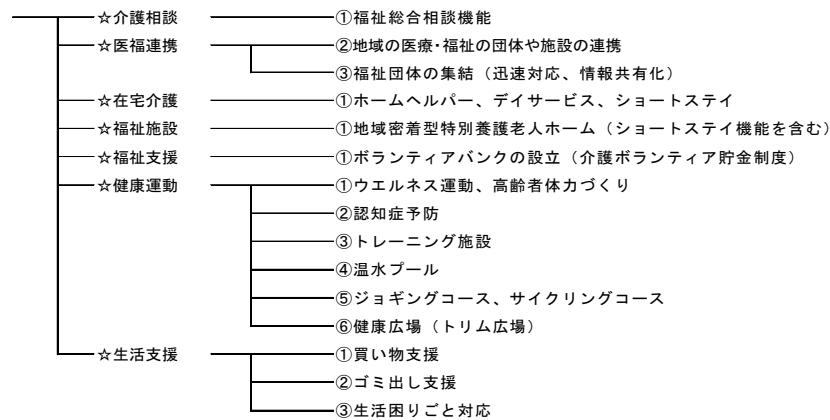 ☆介護相談 ①福祉総合相談機能
☆医福連携 ②地域の医療・福祉の団体や施設の連携
③福祉団体の集結（迅速対応、情報共有化）
☆在宅介護 ①ホームヘルパー、デイサービス、ショートステイ
☆福祉施設 ①地域密着型特別養護老人ホーム（ショートステイ機能を含む）
☆福祉支援 ①ボランティアバンクの設立（介護ボランティア貯金制度）
☆健康運動 ①ウエルネス運動、高齢者体力づくり
②認知症予防
③トレーニング施設
④温水プール
⑤ジョギングコース、サイクリングコース
⑥健康広場（トリム広場）
☆生活支援 ①買い物支援
②ゴミ出し支援
③生活困りごと対応